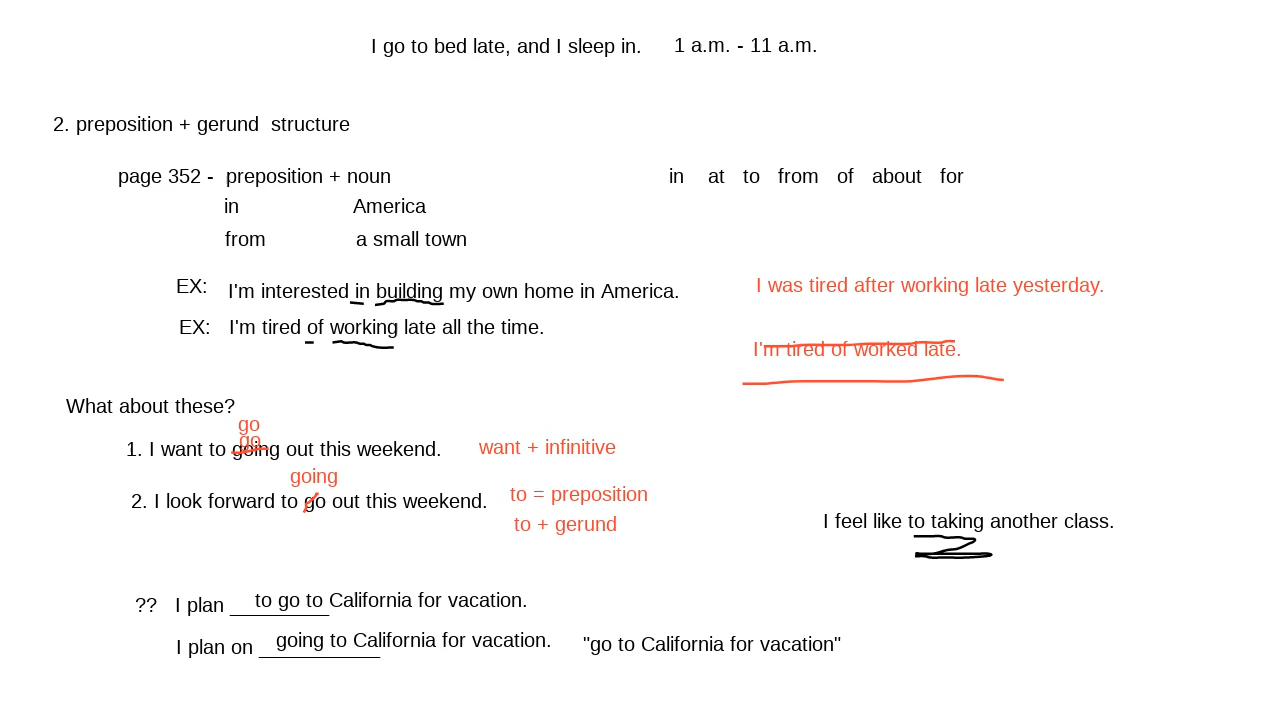 I go to bed late, and I sleep in. 1 a.m. - 11 a.m.
2. preposition + gerund structure
page 352 - preposition + noun in at to from of about for
in America
from a small town
EX: I'm interested in building my own home in America. I was tired after working late yesterday.
EX: I'm tired of working late all the time.
I'm tired of worked late.
What about these?
go
go
1. I want to going out this weekend. want + infinitive
going
2. I look forward to go out this weekend. to = preposition
to + gerund
I feel like to taking another class.
?? I plan _________ to go to California for vacation.
I plan on ___________ going to California for vacation. "go to California for vacation"